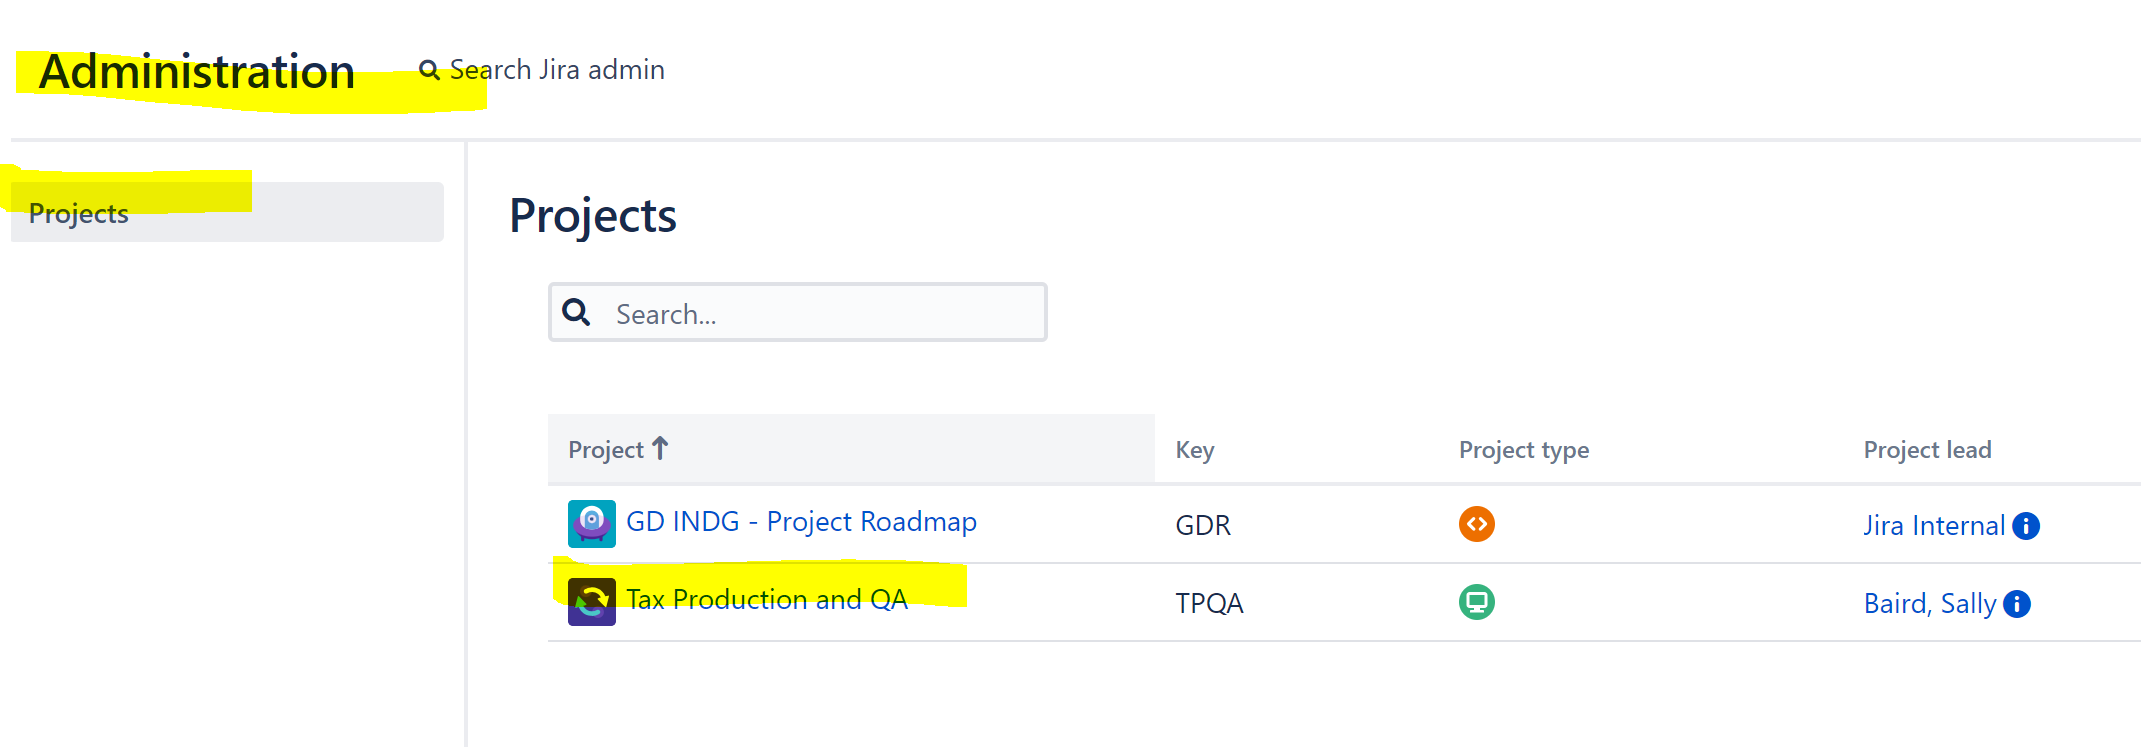 Administration Search Jira admin
Projects
Projects
Search...
Project Key Project type Project lead
GD INDG - Project Roadmap GDR Jira Internal
Tax Production and QA TPQA Baird, Sally